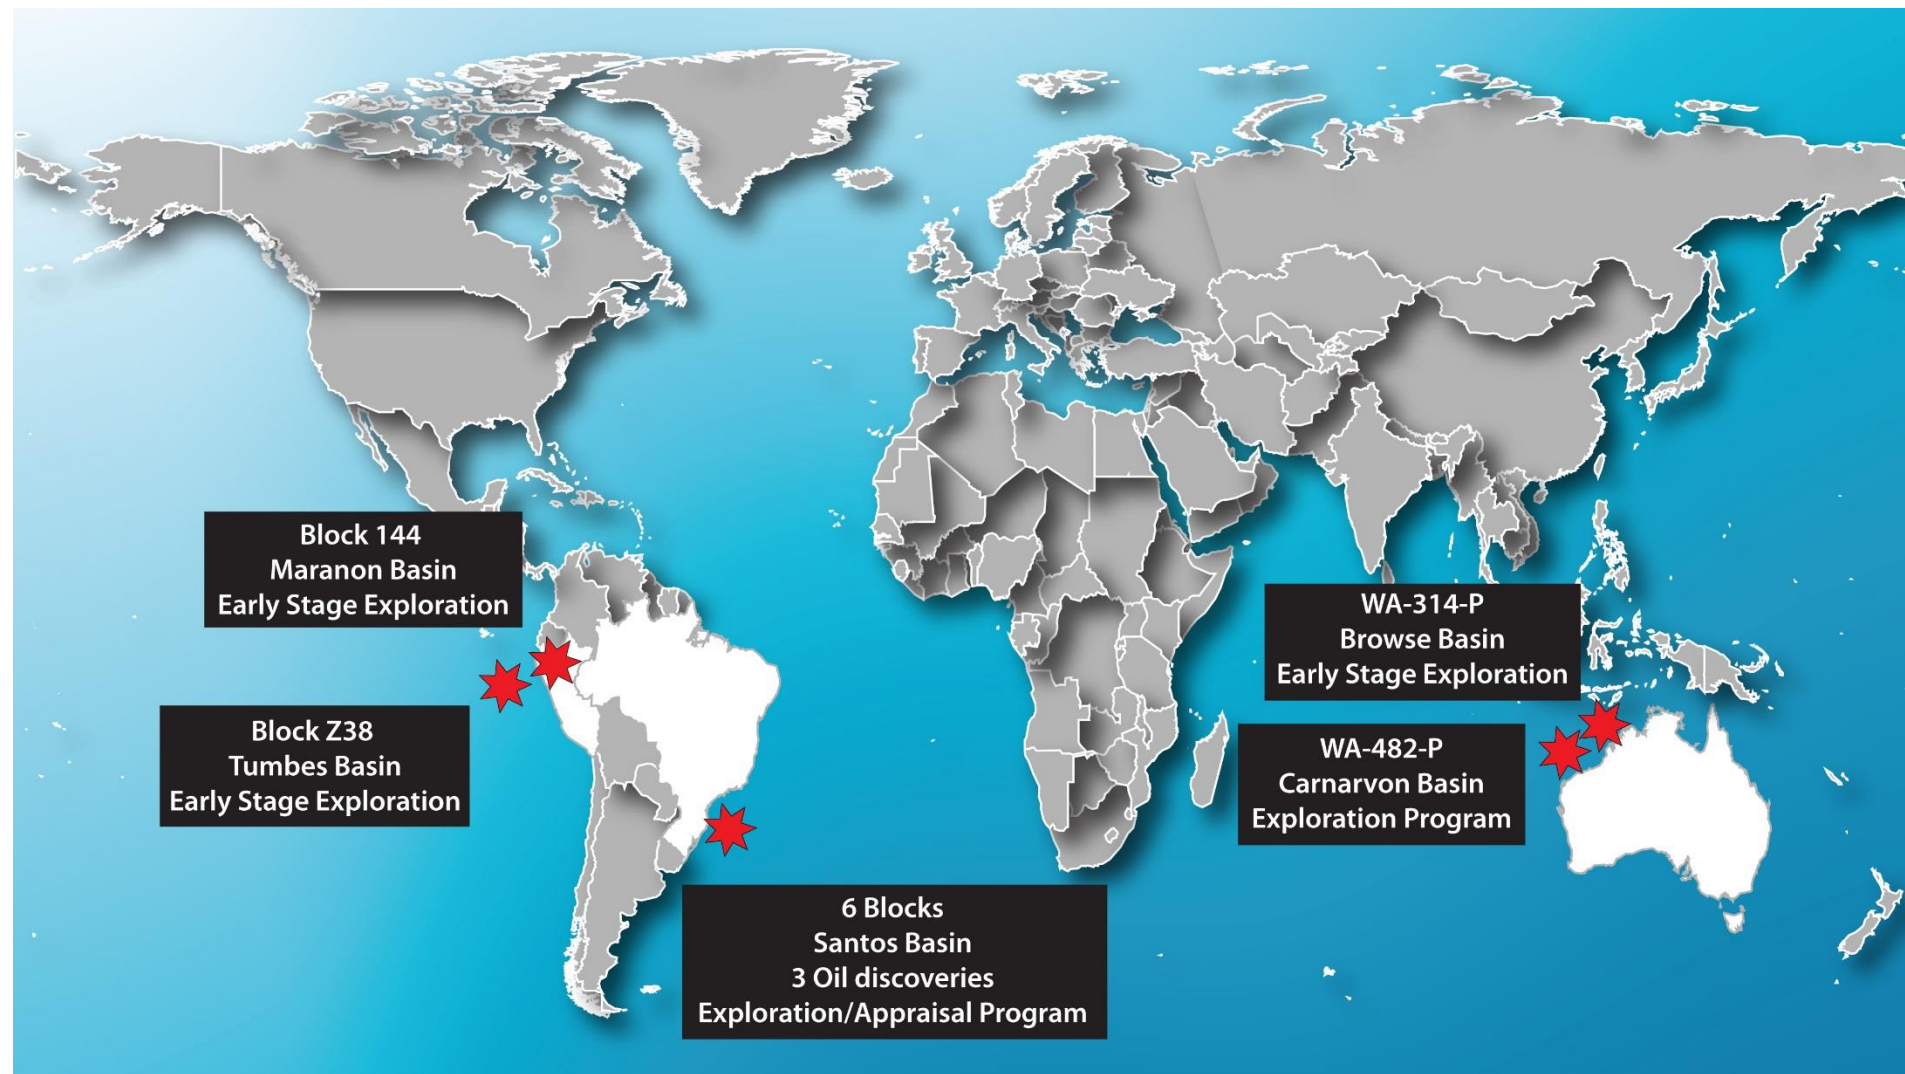 Block 144
Maranon Basin
Early Stage Exploration
Block Z38
Tumbes Basin
Early Stage Exploration
6 Blocks
Santos Basin
3 Oil discoveries
Exploration/Appraisal Program
WA-314-P
Browse Basin
Early Stage Exploration
WA-482-P
Carnarvon Basin
Exploration Program